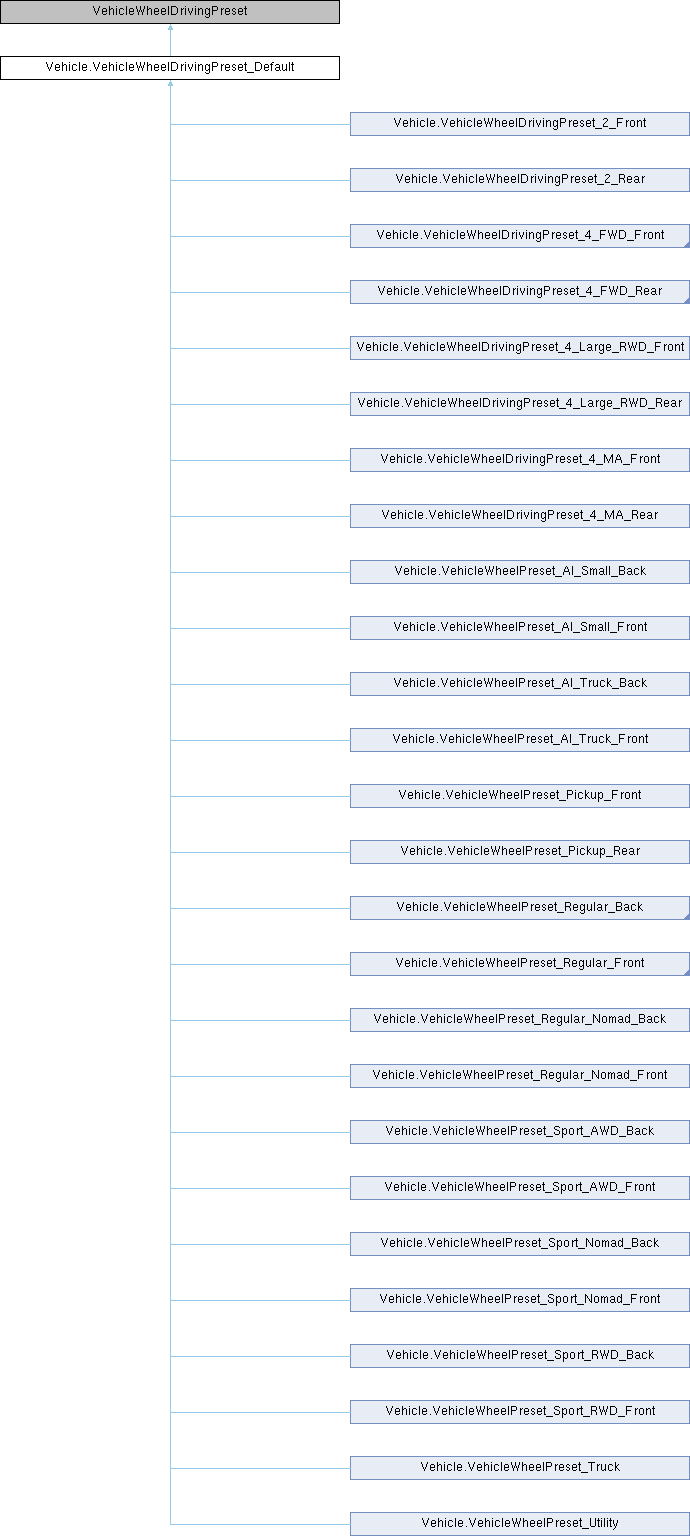 VehicleWheelDrivingPreset
Vehicle.VehicleWheelDrivingPreset_Default
Vehicle.VehicleWheelDrivingPreset_2_Front
Vehicle.VehicleWheelDrivingPreset_2_Rear
Vehicle.VehicleWheelDrivingPreset_4_FWD_Front
Vehicle.VehicleWheelDrivingPreset_4_FWD_Rear
Vehicle.VehicleWheelDrivingPreset_4_Large_RWD_Front
Vehicle.VehicleWheelDrivingPreset_4_Large_RWD_Rear
Vehicle.VehicleWheelDrivingPreset_4_MA_Front
Vehicle.VehicleWheelDrivingPreset_4_MA_Rear
Vehicle.VehicleWheelPreset_AI_Small_Back
Vehicle.VehicleWheelPreset_AI_Small_Front
Vehicle.VehicleWheelPreset_AI_Truck_Back
Vehicle.VehicleWheelPreset_AI_Truck_Front
Vehicle.VehicleWheelPreset_Pickup_Front
Vehicle.VehicleWheelPreset_Pickup_Rear
Vehicle.VehicleWheelPreset_Regular_Back
Vehicle.VehicleWheelPreset_Regular_Front
Vehicle.VehicleWheelPreset_Regular_Nomad_Back
Vehicle.VehicleWheelPreset_Regular_Nomad_Front
Vehicle.VehicleWheelPreset_Sport_AWD_Back
Vehicle.VehicleWheelPreset_Sport_AWD_Front
Vehicle.VehicleWheelPreset_Sport_Nomad_Back
Vehicle.VehicleWheelPreset_Sport_Nomad_Front
Vehicle.VehicleWheelPreset_Sport_RWD_Back
Vehicle.VehicleWheelPreset_Sport_RWD_Front
Vehicle.VehicleWheelPreset_Truck
Vehicle.VehicleWheelPreset_Utility